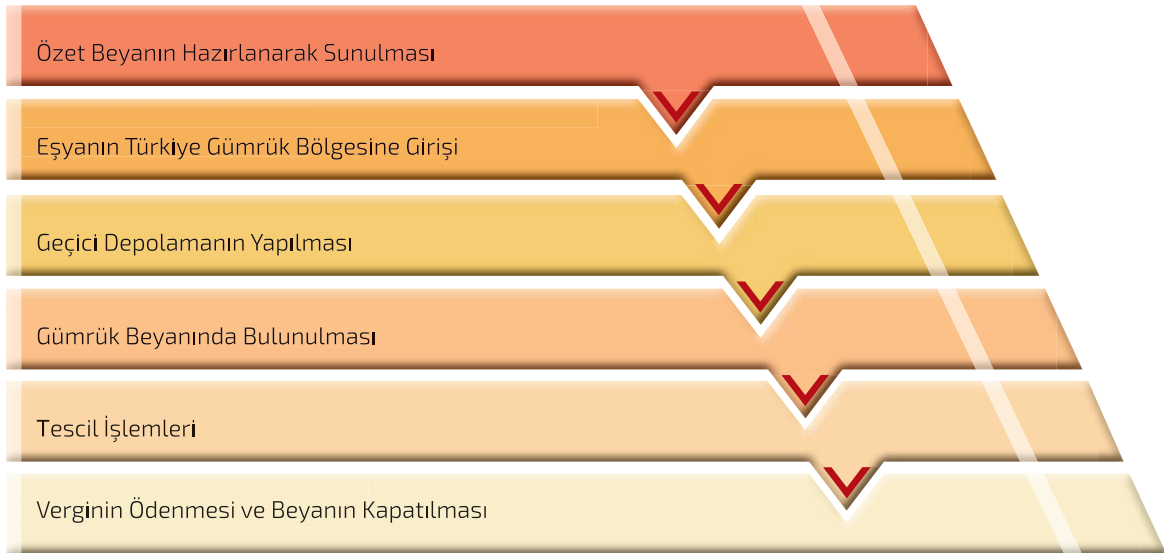 Özet Beyanın Hazırlanarak Sunulması
Eşyanın Türkiye Gümrük Bölgesine Girişi
Geçici Depolamanın Yapılması
Gümrük Beyanında Bulunulması
Tescil İşlemleri
Verginin Ödenmesi ve Beyanın Kapatılması